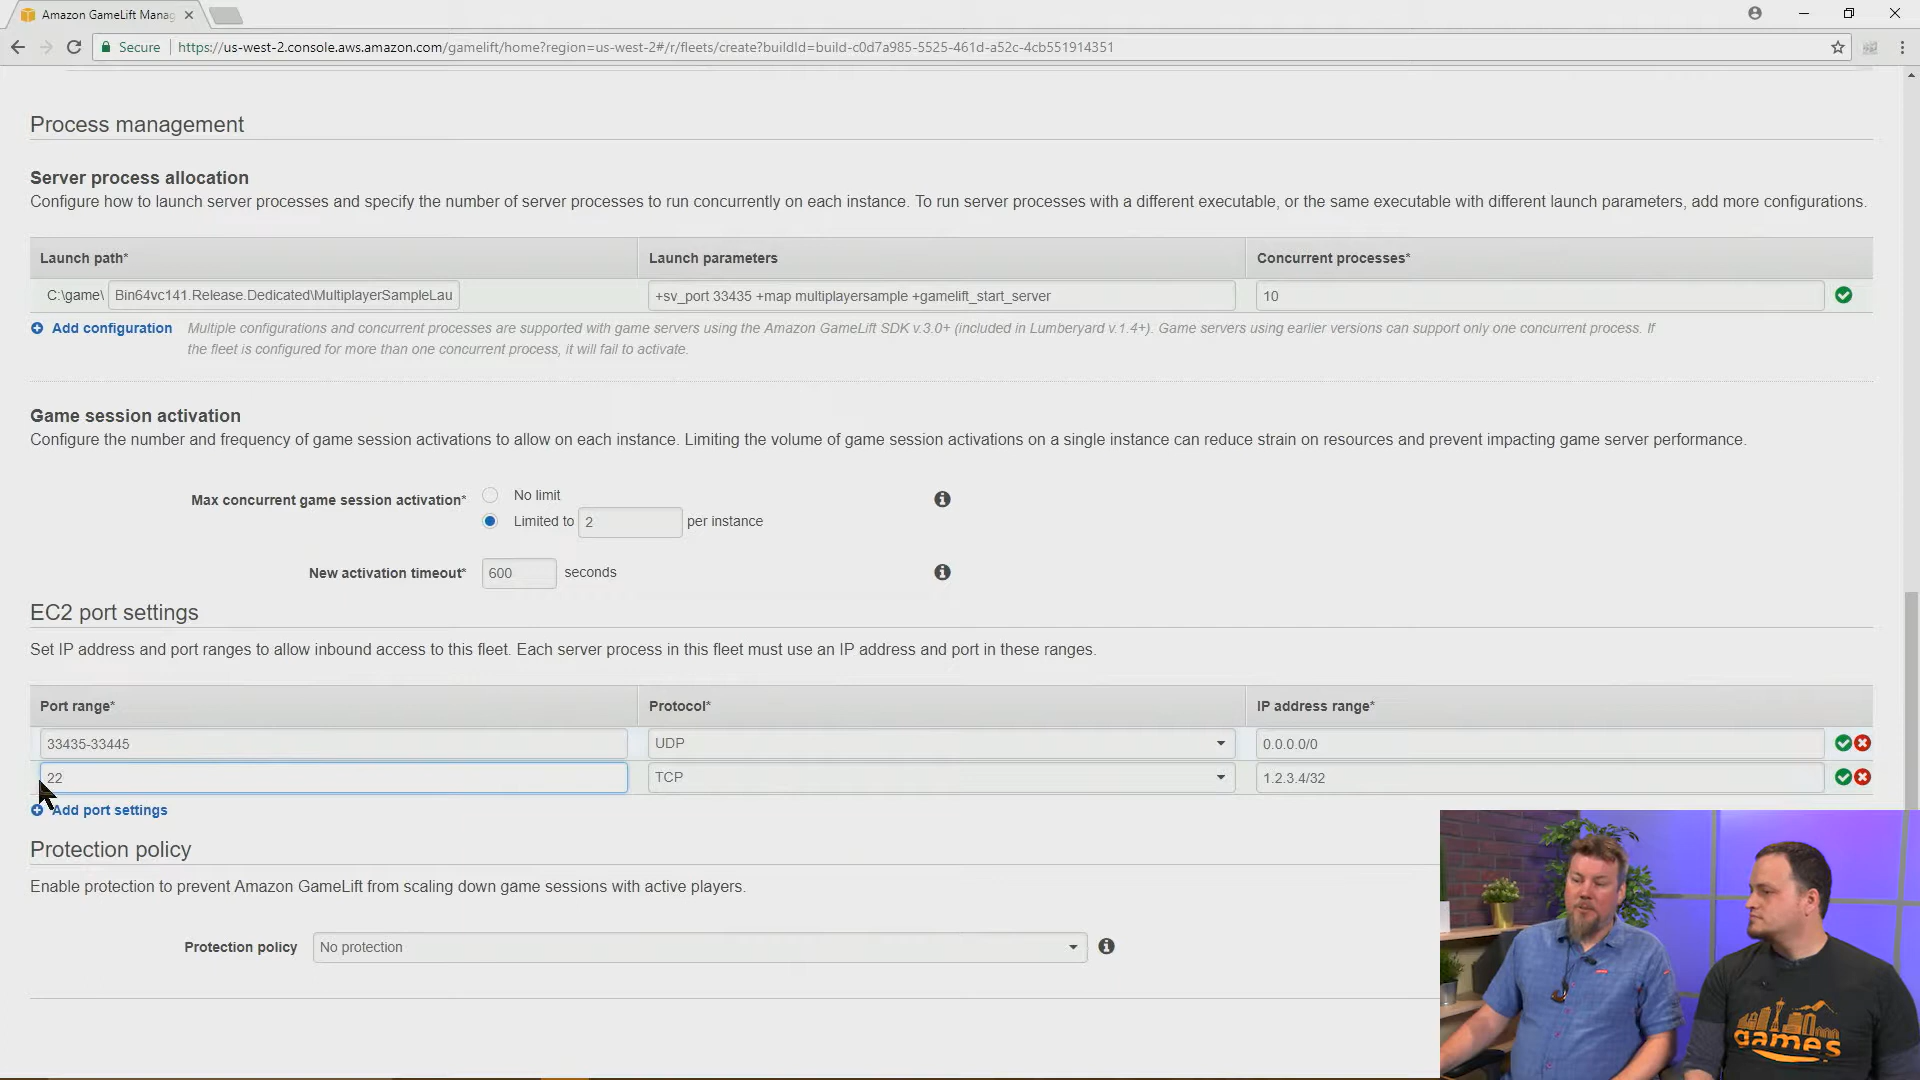 Amazon GameLift Manag
Secure
https://us-west-2.console.aws.amazon.com/gamelift/home?region=us-west-2#/r/fleets/create?buildId=build-c0d7a985-5525-461d-a52c-4cb551914351
Process management
Server process allocation
Configure how to launch server processes and specify the number of server processes to run concurrently on each instance. To run server processes with a different executable, or the same executable with different launch parameters, add more configurations.
Launch path* Launch parameters Concurrent processes*
C:\game\ Bin64vc141.Release.Dedicated\MultiplayerSampleLau +sv_port 33435 +map multiplayersample +gamelift_start_server 10
Add configuration Multiple configurations and concurrent processes are supported with game servers using the Amazon GameLift SDK v.3.0+ (included in Lumberyard v.1.4+). Game servers using earlier versions can support only one concurrent process. If
the fleet is configured for more than one concurrent process, it will fail to activate.
Game session activation
Configure the number and frequency of game session activations to allow on each instance. Limiting the volume of game session activations on a single instance can reduce strain on resources and prevent impacting game server performance.
Max concurrent game session activation* No limit
Limited to 2 per instance
New activation timeout* 600 seconds
EC2 port settings
Set IP address and port ranges to allow inbound access to this fleet. Each server process in this fleet must use an IP address and port in these ranges.
Port range* Protocol* IP address range*
33435-33445 UDP 0.0.0.0/0
22 TCP 1.2.3.4/32
Add port settings
Protection policy
Enable protection to prevent Amazon GameLift from scaling down game sessions with active players.
Protection policy No protection
games